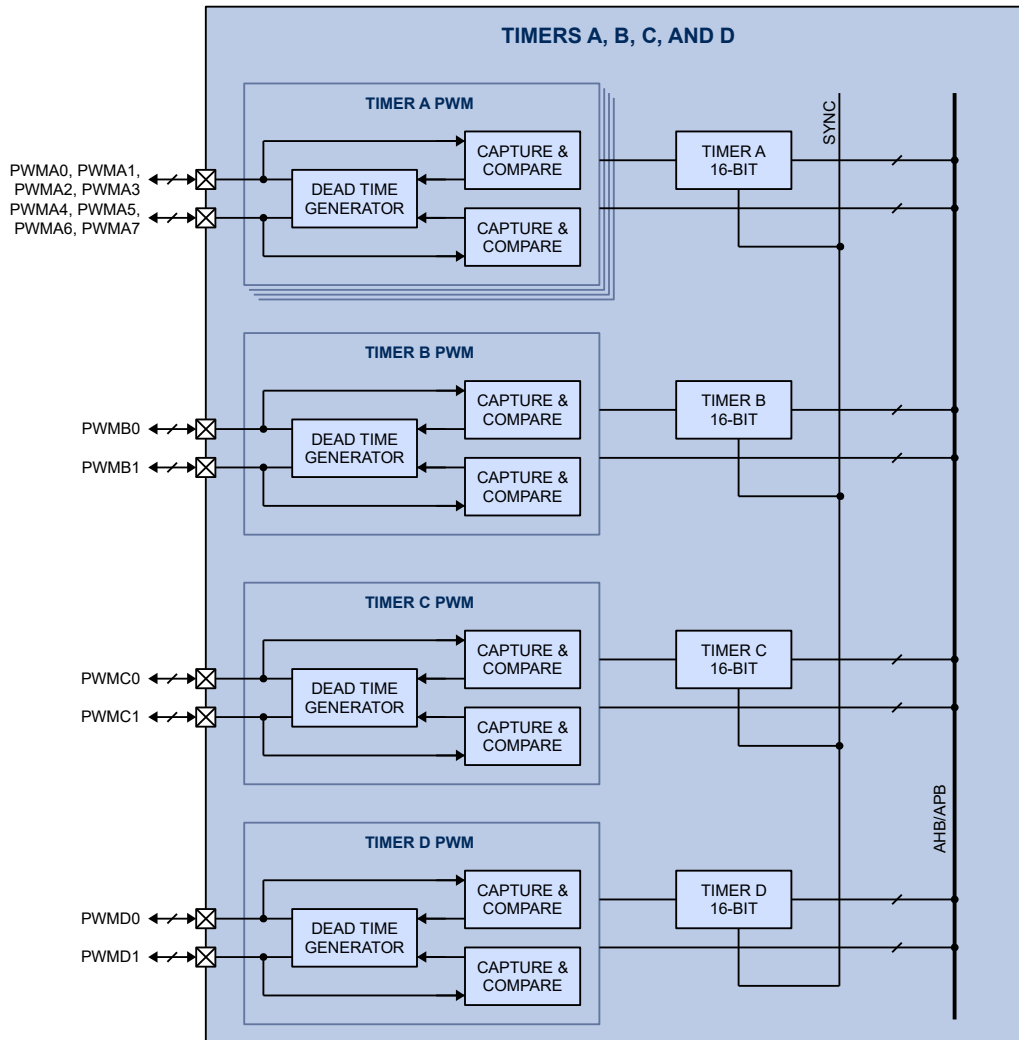 TIMERS A, B, C, AND D
TIMER A PWM
SYNC
PWMA0, PWMA1,
PWMA2, PWMA3
PWMA4, PWMA5,
PWMA6, PWMA7
DEAD TIME
GENERATOR
CAPTURE &
COMPARE
CAPTURE &
COMPARE
TIMER A
16-BIT
TIMER B PWM
PWMB0
PWMB1
DEAD TIME
GENERATOR
CAPTURE &
COMPARE
CAPTURE &
COMPARE
TIMER B
16-BIT
TIMER C PWM
PWMC0
PWMC1
DEAD TIME
GENERATOR
CAPTURE &
COMPARE
CAPTURE &
COMPARE
TIMER C
16-BIT
AHB/APB
TIMER D PWM
PWMD0
PWMD1
DEAD TIME
GENERATOR
CAPTURE &
COMPARE
CAPTURE &
COMPARE
TIMER D
16-BIT